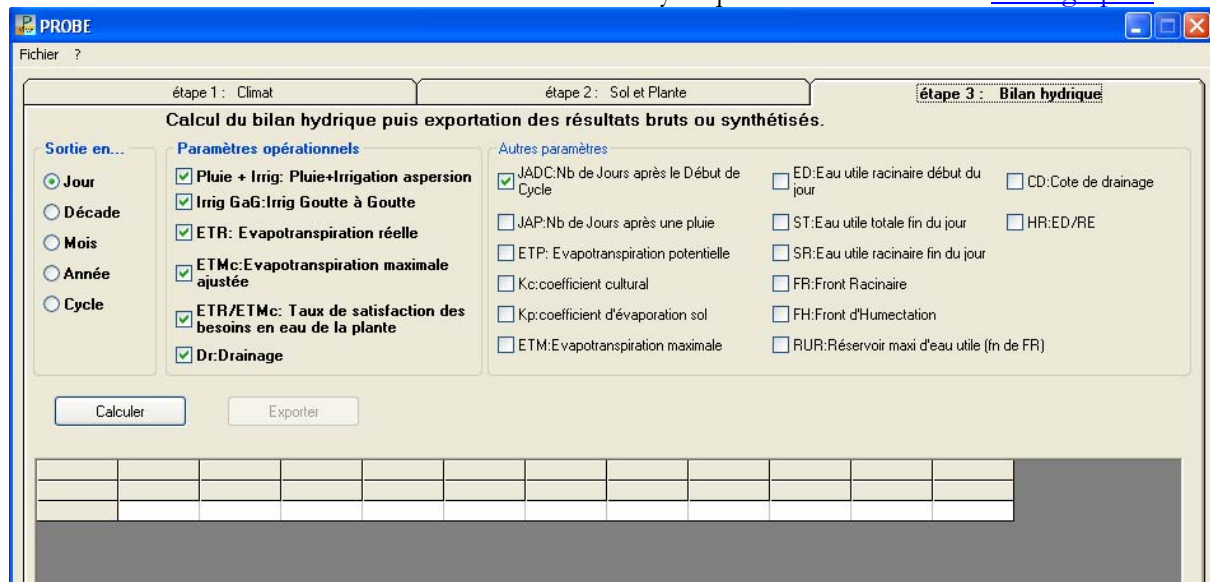 PROBE
Fichier ?
étape 1 : Climat
étape 2 : Sol et Plante
étape 3 : Bilan hydrique
Calcul du bilan hydrique puis exportation des résultats bruts ou synthétisés.
Sortie en...
Jour
Décade
Mois
Année
Cycle
Paramètres opérationnels
Pluie + Irrig: Pluie+Irrigation aspersion
Irrig GaG:Irrig Goutte à Goutte
ETR: Evapotranspiration réelle
ETMc:Evapotranspiration maximale
ajustée
ETR/ETMc: Taux de satisfaction des
besoins en eau de la plante
Dr:Drainage
Autres paramètres
JADC:Nb de Jours après le Début de
Cycle
JAP:Nb de Jours après une pluie
ETP: Evapotranspiration potentielle
Kc:coefficient cultural
Kp:coefficient d'évaporation sol
ETM:Evapotranspiration maximale
ED:Eau utile racinaire début du
jour
ST:Eau utile totale fin du jour
SR:Eau utile racinaire fin du jour
FR:Front Racinaire
FH:Front d'Humectation
RUR:Réservoir maxi d'eau utile (fn de FR)
CD:Cote de drainage
HR:ED/RE
Calculer
Exporter